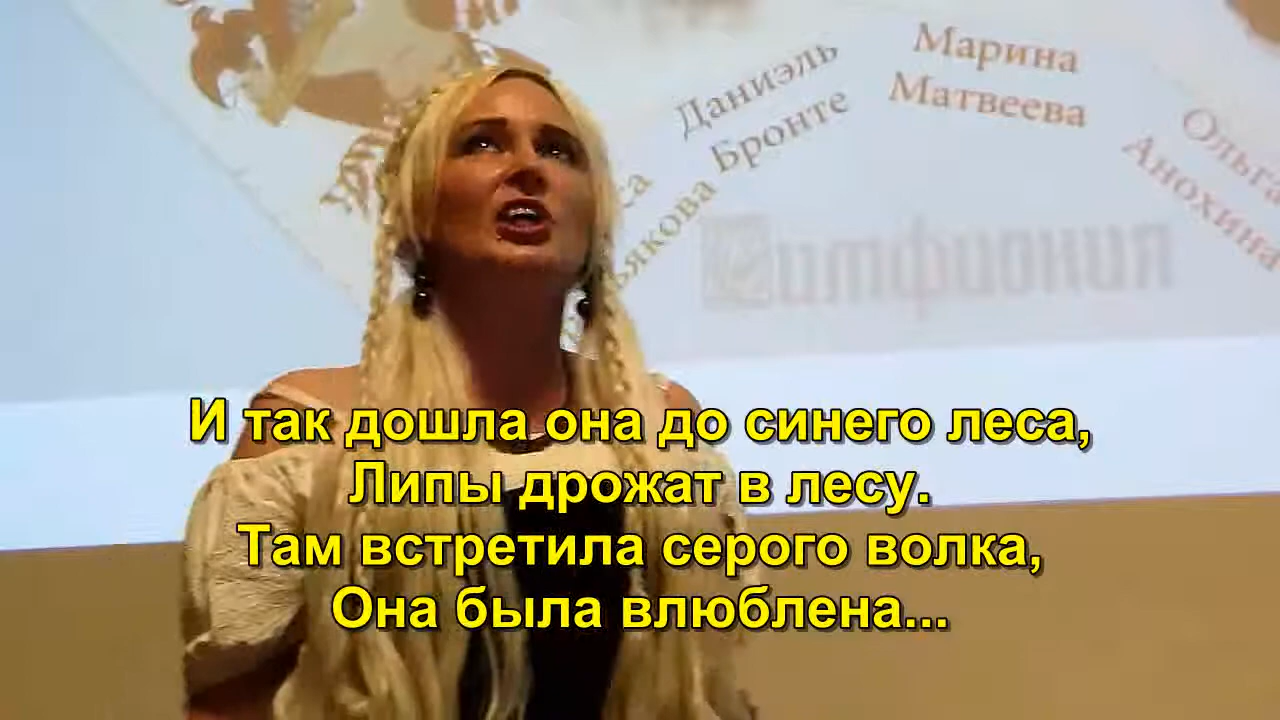 Даниэль
Бронте
Марина
Матвеева
Ольга
Анохина
И так дошла она до синего леса,
Липы дрожат в лесу.
Там встретила серого волка,
Она была влюблена...